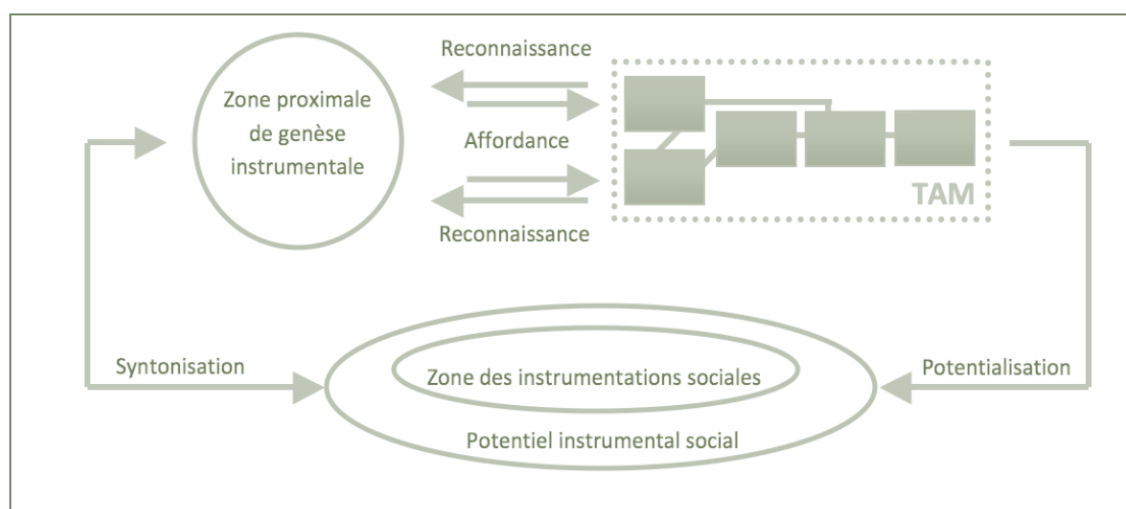 Reconnaissance
Zone proximale
de genèse
instrumentale
Affordance
TAM
Reconnaissance
Syntonisation
Zone des instrumentations sociales
Potentialisation
Potentiel instrumental social